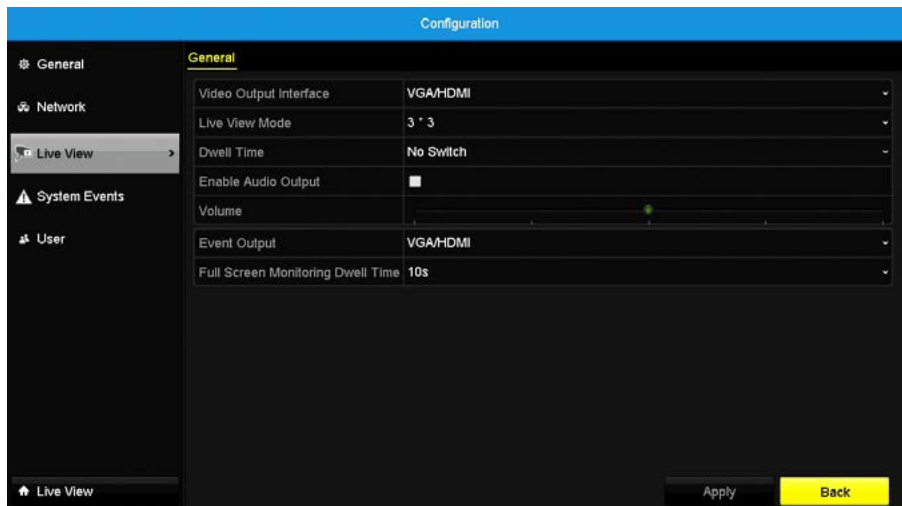 Configuration
General
Network
Live View
System Events
User
Live View
General
Video Output Interface VGA/HDMI
Live View Mode 3 * 3
Dwell Time No Switch
Enable Audio Output
Volume
Event Output VGA/HDMI
Full Screen Monitoring Dwell Time 10s
Apply Back